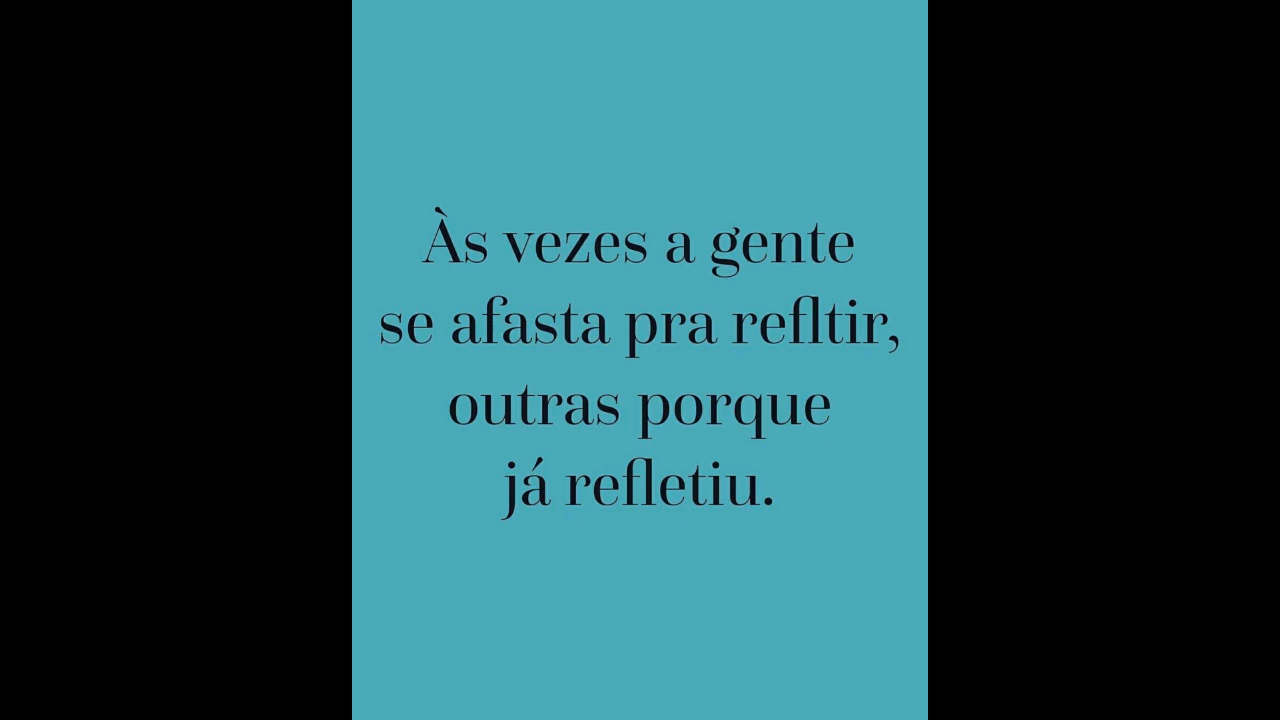 Às vezes a gente
se afasta pra refltir,
outras porque
já refletiu.